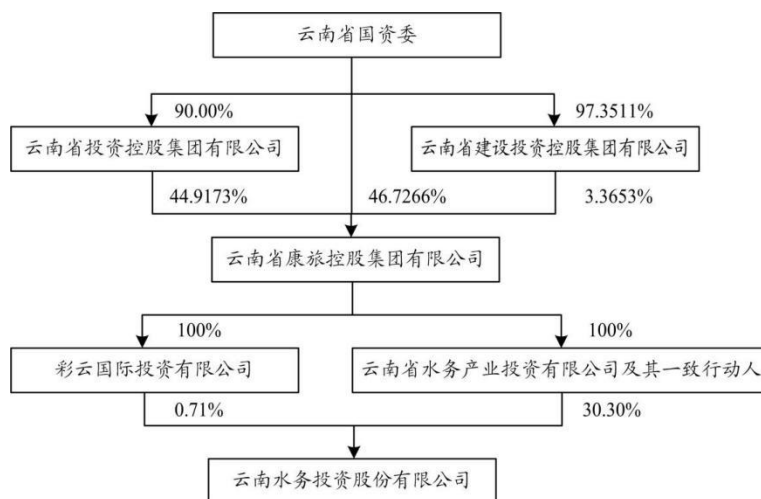 云南省国资委
90.00% 97.3511%
云南省投资控股集团有限公司 云南省建设投资控股集团有限公司
44.9173% 46.7266% 3.3653%
云南省康旅控股集团有限公司
100% 100%
彩云国际投资有限公司 云南省水务产业投资有限公司及其一致行动人
0.71% 30.30%
云南水务投资股份有限公司